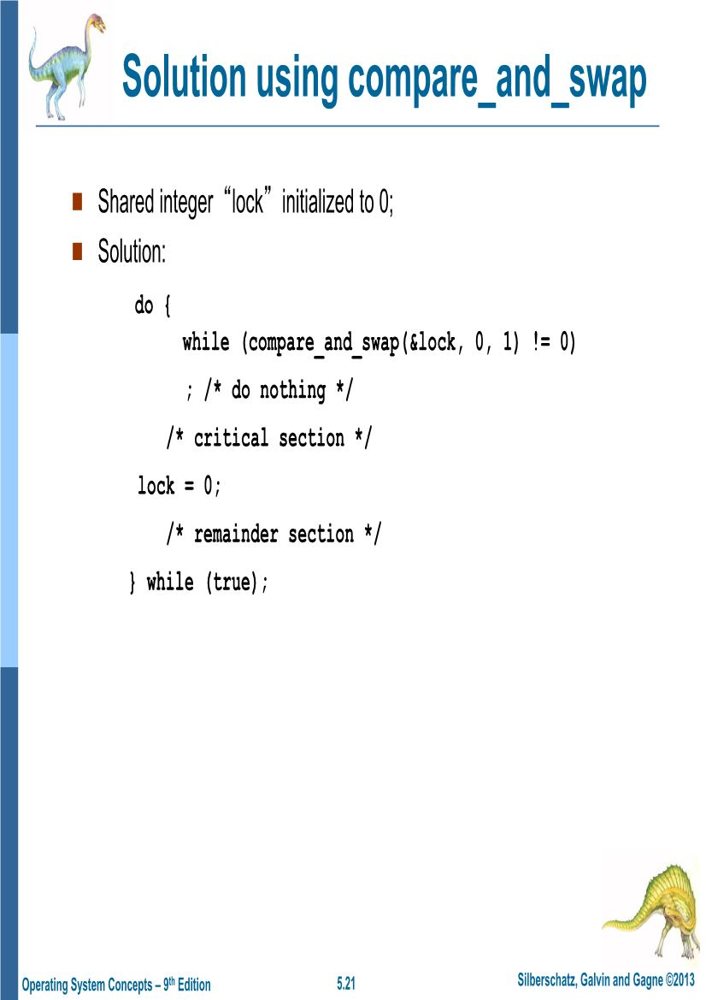 Solution using compare_and_swap
Shared integer “lock” initialized to 0;
Solution:
do {
while (compare_and_swap(&lock, 0, 1) != 0)
; /* do nothing */
/* critical section */
lock = 0;
/* remainder section */
} while (true);
Operating System Concepts – 9th Edition
5.21
Silberschatz, Galvin and Gagne ©2013